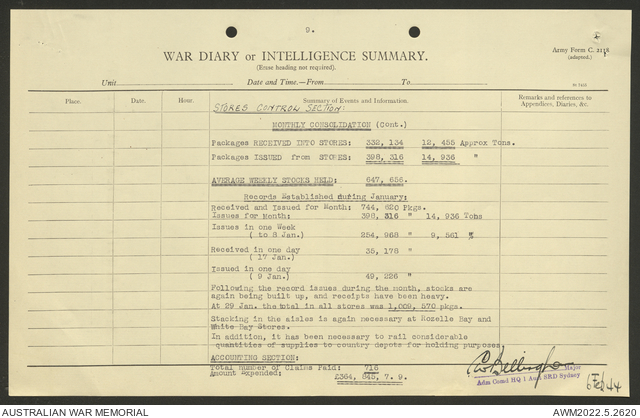 9.
WAR DIARY or INTELLIGENCE SUMMARY.
(Erase heading not required).
Army Form C. 2118
(adapted.)
Unit
Date and Time.—From
To
Place.
Date.
Hour.
Summary of Events and Information.
Remarks and references to
Appendices, Diaries, &c.
STORES CONTROL SECTION:
MONTHLY CONSOLIDATION (Cont.)
Packages RECEIVED INTO STORES: 332, 134 12, 455 Approx Tons.
Packages ISSUED from STORES: 398, 316 14, 936 "
AVERAGE WEEKLY STOCKS HELD: 647, 656.
Records Established during January:
Received and Issued for Month: 744, 620 Pkgs.
Issues for Month: 398, 316 " 14, 936 Tons
Issues in one Week
( to 8 Jan.) 254, 968 " 9, 561 "
Received in one day
(17 Jan.) 35, 178 "
Issued in one day
( 9 Jan.) 49, 226 "
Following the record issues during the month, stocks are
again being built up, and receipts have been heavy.
At 29 Jan. the total in all stores was 1,009, 570 pkgs.
Stacking in the aisles is again necessary at Rozelle Bay and
White Bay Stores.
In addition, it has been necessary to rail considerable
quantities of supplies to country depots for holding purposes.
ACCOUNTING SECTION:
Total Number of Claims Paid: 716
Amount Expended: £364, 845, 7. 9.
Major
Adm Comd HQ 1 Aust BSD Sydney
6 Feb 44
AUSTRALIAN WAR MEMORIAL
AWM2022.5.2620